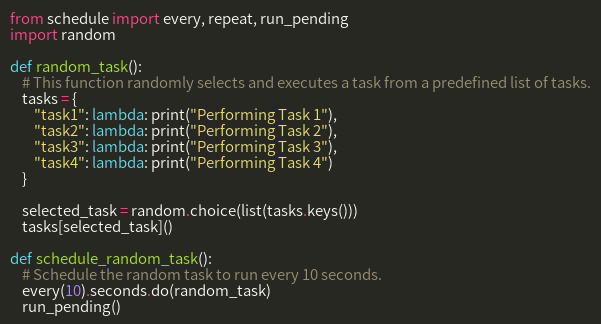 from schedule import every, repeat, run_pending
import random
def random_task():
# This function randomly selects and executes a task from a predefined list of tasks.
tasks = {
"task1": lambda: print("Performing Task 1"),
"task2": lambda: print("Performing Task 2"),
"task3": lambda: print("Performing Task 3"),
"task4": lambda: print("Performing Task 4")
}
selected_task = random.choice(list(tasks.keys()))
tasks[selected_task]()
def schedule_random_task():
# Schedule the random task to run every 10 seconds.
every(10).seconds.do(random_task)
run_pending()